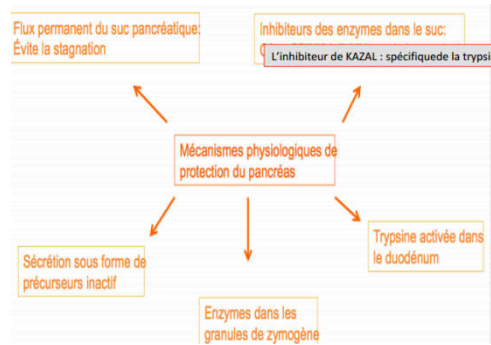 Flux permanent du suc pancréatique:
Évite la stagnation
Inhibiteurs des enzymes dans le suc:
L'inhibiteur de KAZAL : spécifiquede la trypsi
Mécanismes physiologiques de
protection du pancréas
Trypsine activée dans
le duodénum
Sécrétion sous forme de
précurseurs inactif
Enzymes dans les
granules de zymogène